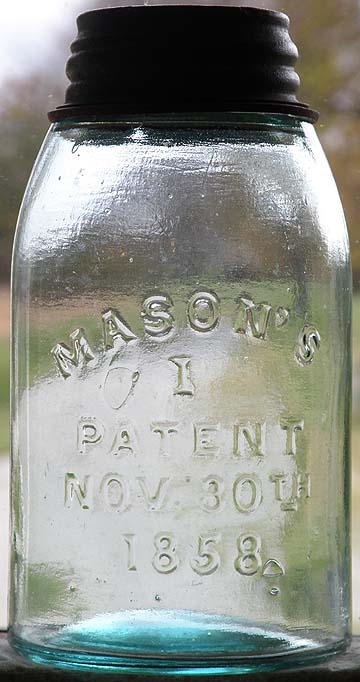 MASON'S
I
PATENT
NOV. 30TH
1858